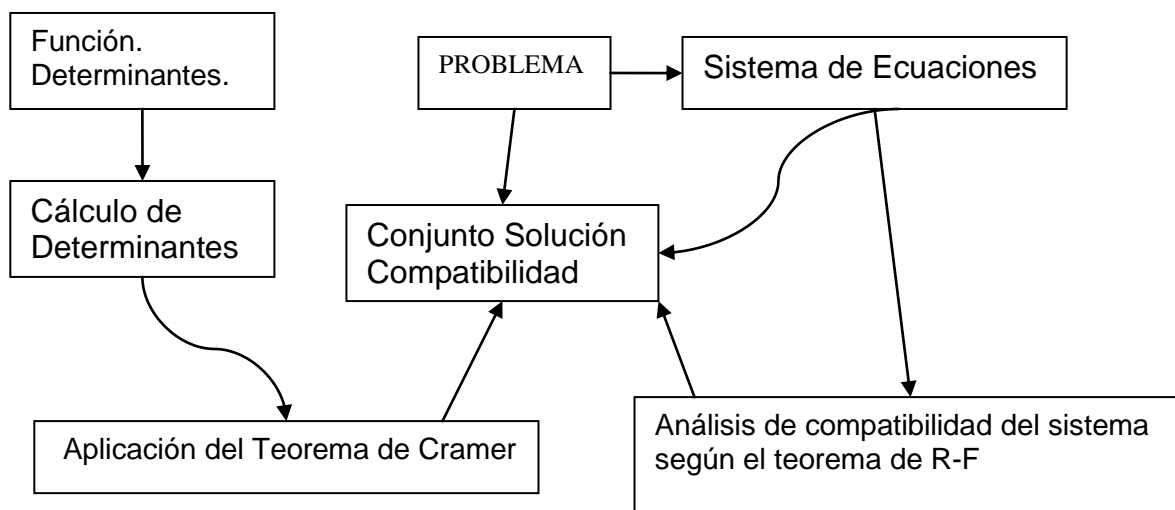 Función.
Determinantes.
PROBLEMA
Sistema de Ecuaciones
Cálculo de
Determinantes
Conjunto Solución
Compatibilidad
Aplicación del Teorema de Cramer
Análisis de compatibilidad del sistema
según el teorema de R-F